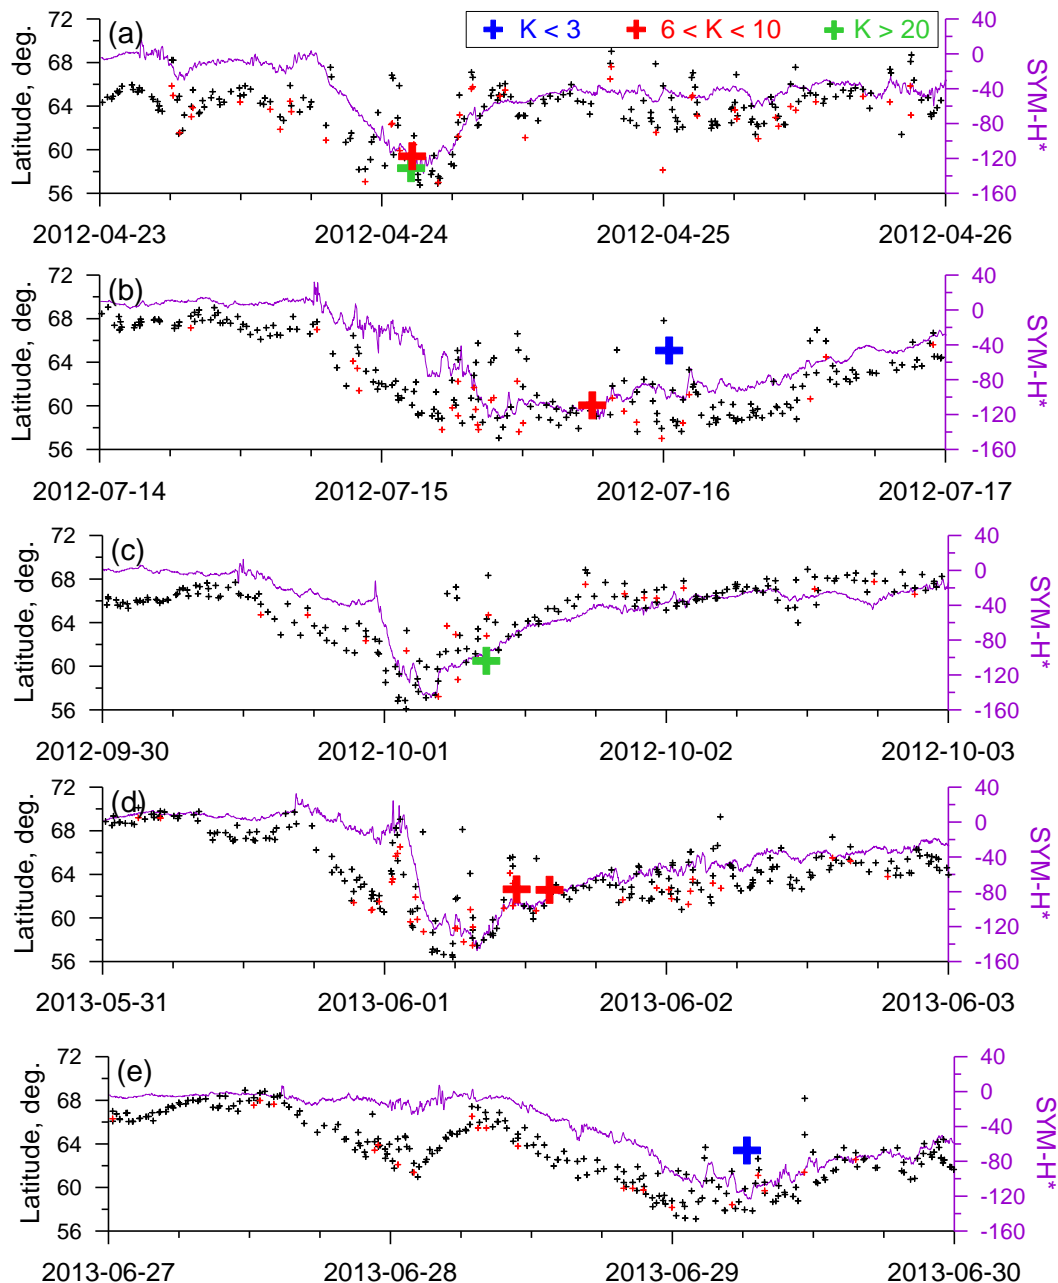 (a) K < 3 6 < K < 10 K > 20
Latitude, deg.
72
68
64
60
56
40
0
-40
-80
-120
-160
SYM-H*
2012-04-23 2012-04-24 2012-04-25 2012-04-26
(b)
Latitude, deg.
72
68
64
60
56
40
0
-40
-80
-120
-160
SYM-H*
2012-07-14 2012-07-15 2012-07-16 2012-07-17
(c)
Latitude, deg.
72
68
64
60
56
40
0
-40
-80
-120
-160
SYM-H*
2012-09-30 2012-10-01 2012-10-02 2012-10-03
(d)
Latitude, deg.
72
68
64
60
56
40
0
-40
-80
-120
-160
SYM-H*
2013-05-31 2013-06-01 2013-06-02 2013-06-03
(e)
Latitude, deg.
72
68
64
60
56
40
0
-40
-80
-120
-160
SYM-H*
2013-06-27 2013-06-28 2013-06-29 2013-06-30